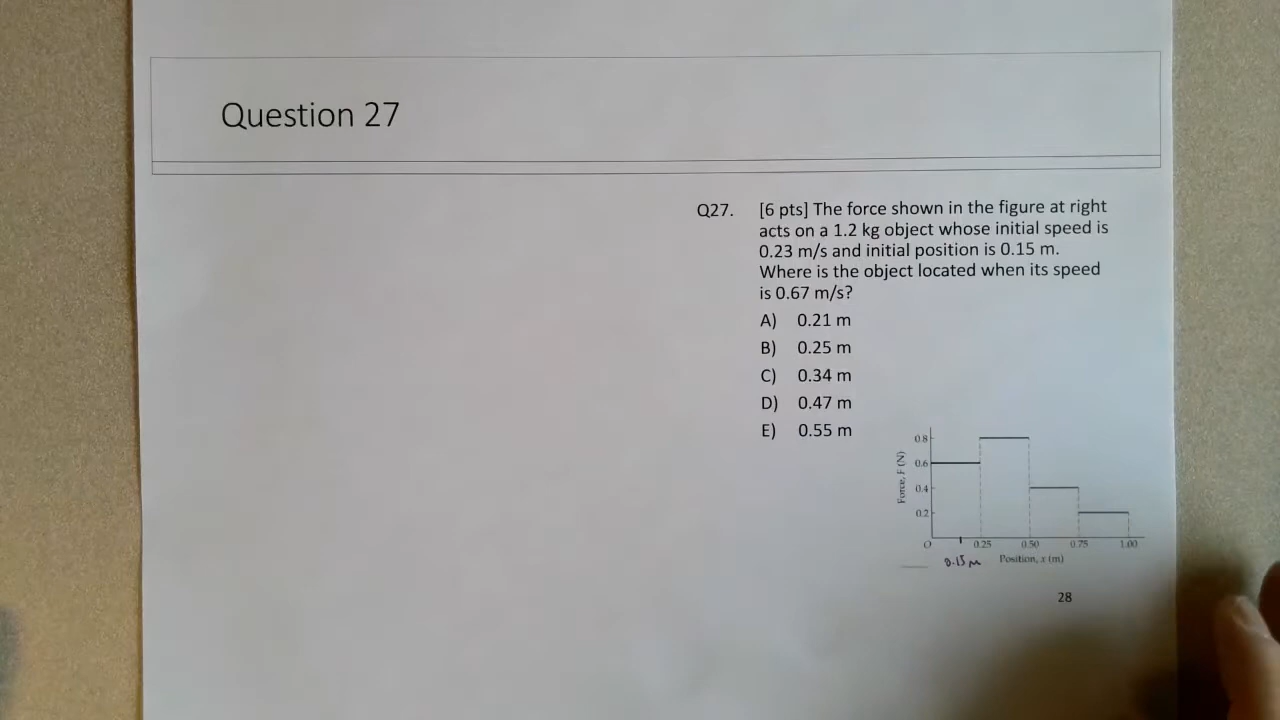 Question 27
Q27. [6 pts] The force shown in the figure at right
acts on a 1.2 kg object whose initial speed is
0.23 m/s and initial position is 0.15 m.
Where is the object located when its speed
is 0.67 m/s?
A) 0.21 m
B) 0.25 m
C) 0.34 m
D) 0.47 m
E) 0.55 m
Force, F (N)
0.8
0.6
0.4
0.2
O 0.25 0.50 0.75 1.00
0.15 m Position, x (m)
28